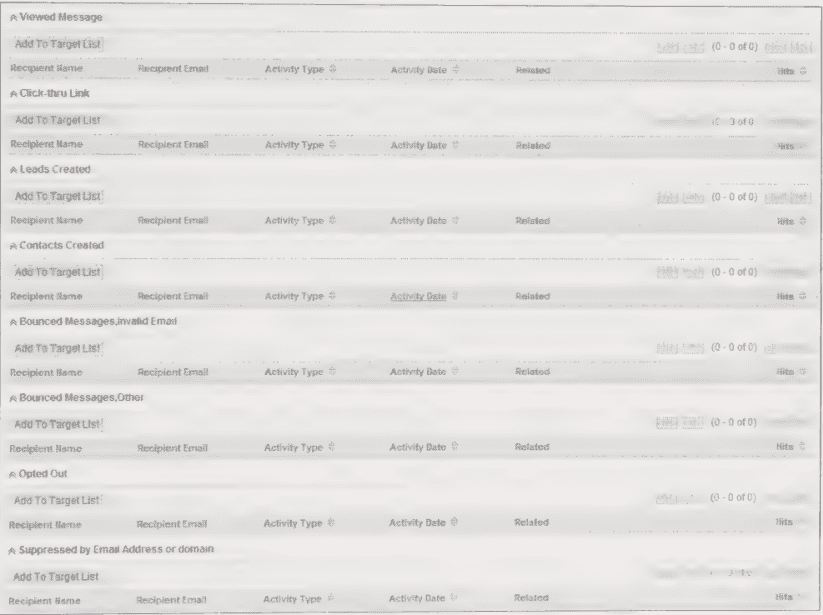 Viewed Message
Add To Target List (0 - 0 of 0)
Recipient Name Recipient Email Activity Type Activity Date Related Hits
Click-thru Link
Add To Target List
Recipient Name Recipient Email Activity Type Activity Date Related Hits
Leads Created
Add To Target List (0 - 0 of 0)
Recipient Name Recipient Email Activity Type Activity Date Related Hits
Contacts Created
Add To Target List (0 - 0 of 0)
Recipient Name Recipient Email Activity Type Activity Date Related Hits
Bounced Messages,Invalid Email
Add To Target List (0 - 0 of 0)
Recipient Name Recipient Email Activity Type Activity Date Related Hits
Bounced Messages,Other
Add To Target List (0 - 0 of 0)
Recipient Name Recipient Email Activity Type Activity Date Related Hits
Opted Out
Add To Target List (0 - 0 of 0)
Recipient Name Recipient Email Activity Type Activity Date Related Hits
Suppressed by Email Address or domain
Add To Target List
Recipient Name Recipient Email Activity Type Activity Date Related Hits